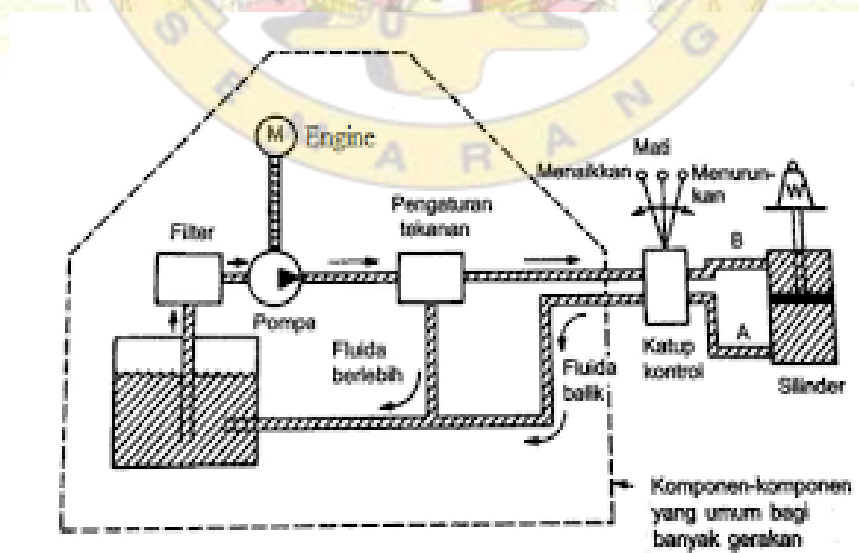 SEMARANG
M Engine
Mati
Menaikkan
Menurun-
kan
W
Pengaturan
tekanan
Filter
B
Pompa
Fluida
berlebih
Fluida
balik
A
Katup
kontrol
Silinder
Komponen-komponen
yang umum bagi
banyak gerakan